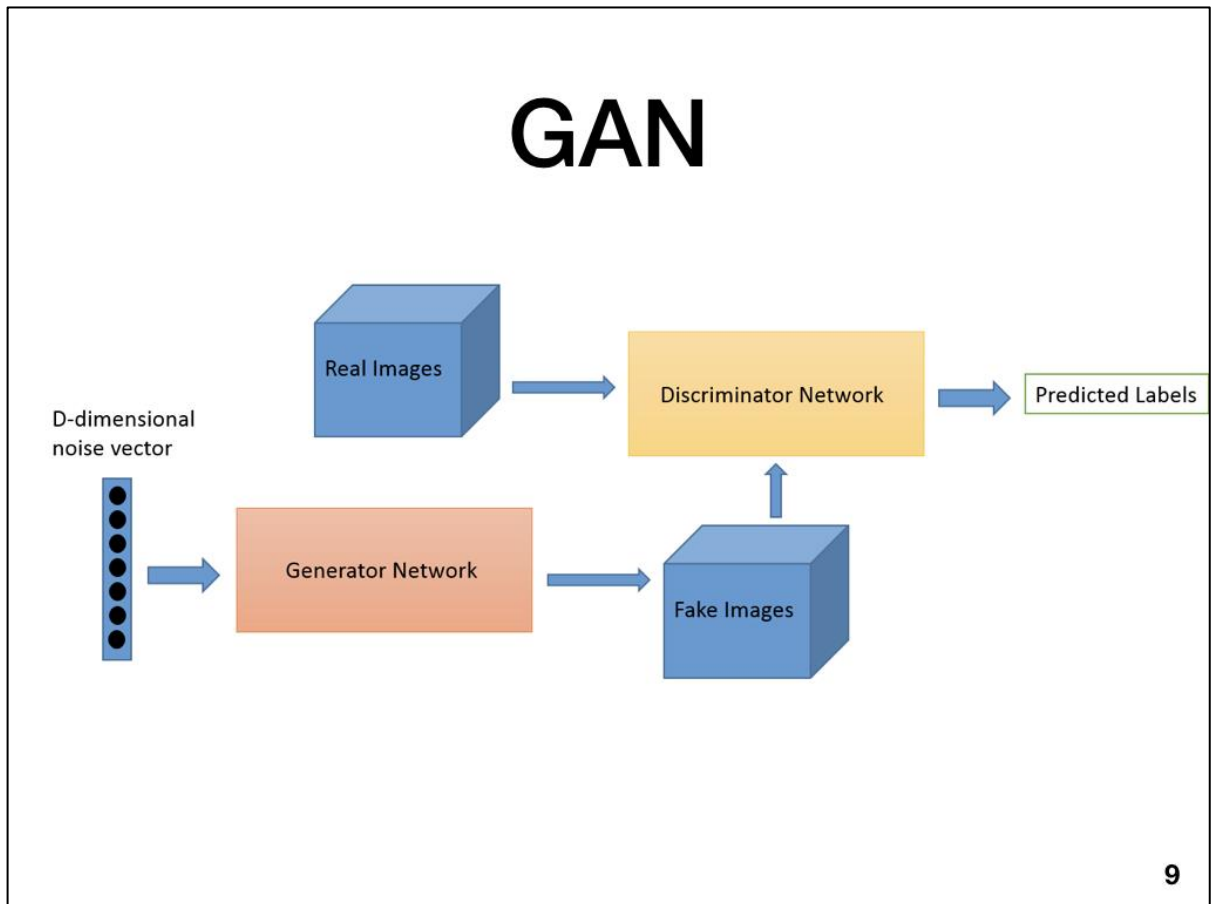 GAN
Real Images
Discriminator Network
Predicted Labels
D-dimensional
noise vector
Generator Network
Fake Images
9